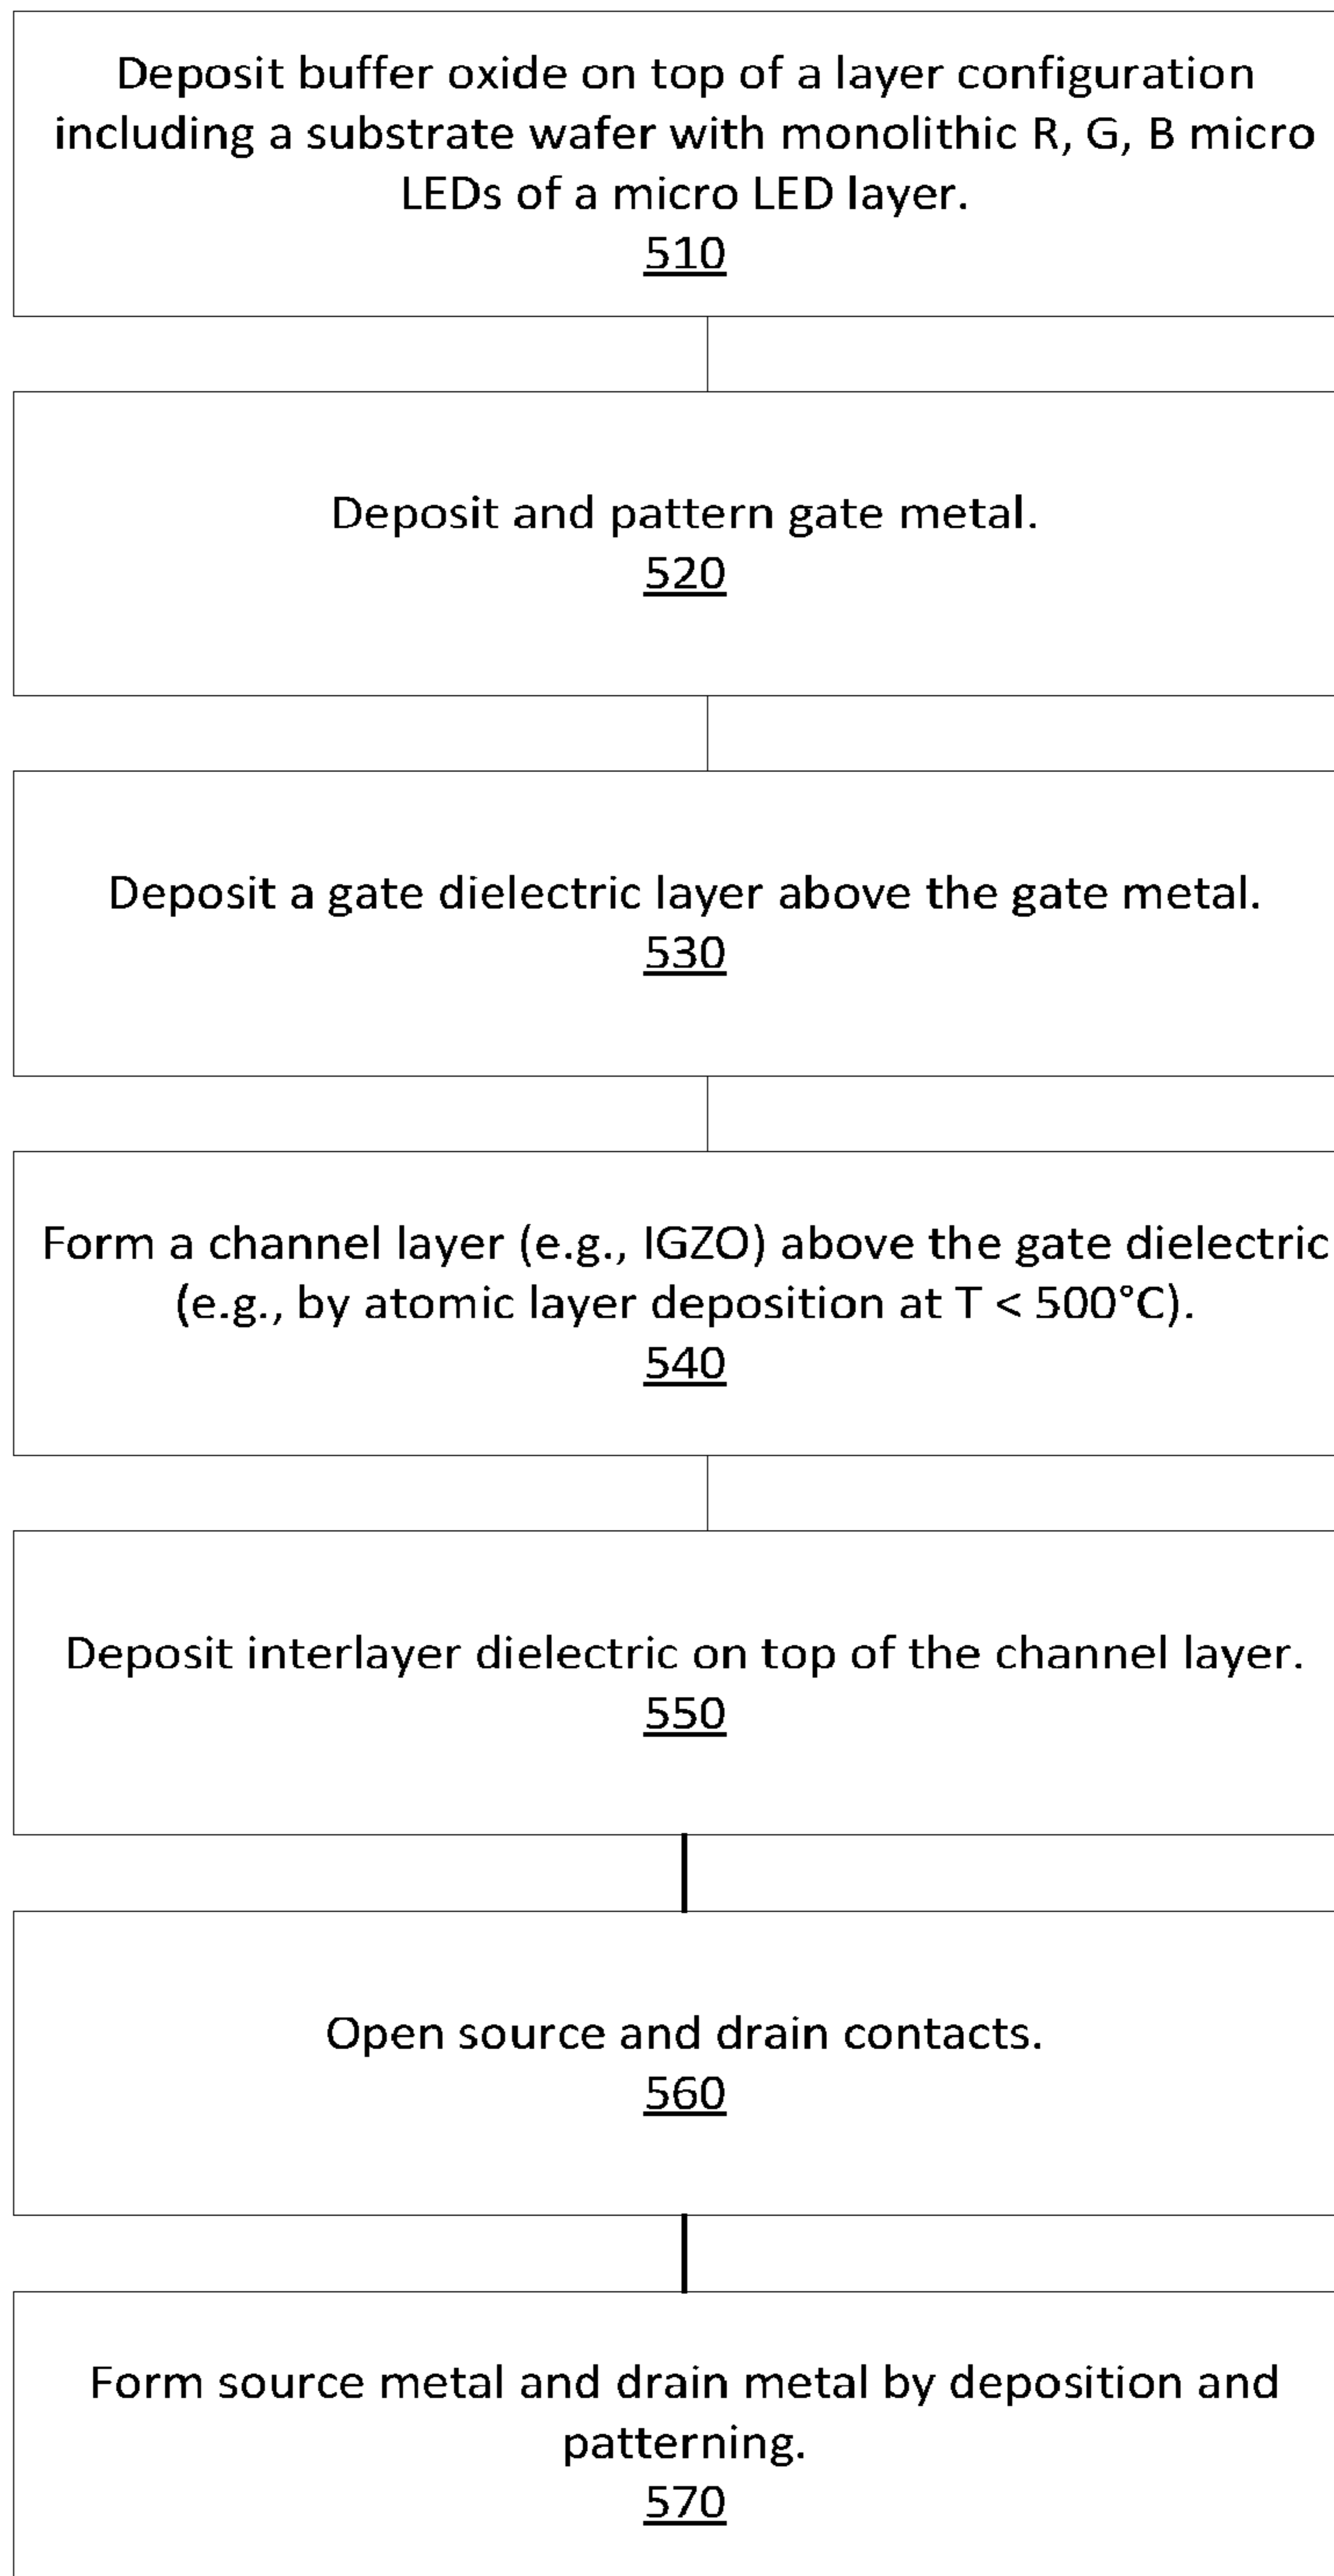 Deposit buffer oxide on top of a layer configuration
including a substrate wafer with monolithic R, G, B micro
LEDs of a micro LED layer.
510
Deposit and pattern gate metal.
520
Deposit a gate dielectric layer above the gate metal.
530
Form a channel layer (e.g., IGZO) above the gate dielectric
(e.g., by atomic layer deposition at T < 500°C).
540
Deposit interlayer dielectric on top of the channel layer.
550
Open source and drain contacts.
560
Form source metal and drain metal by deposition and
patterning.
570